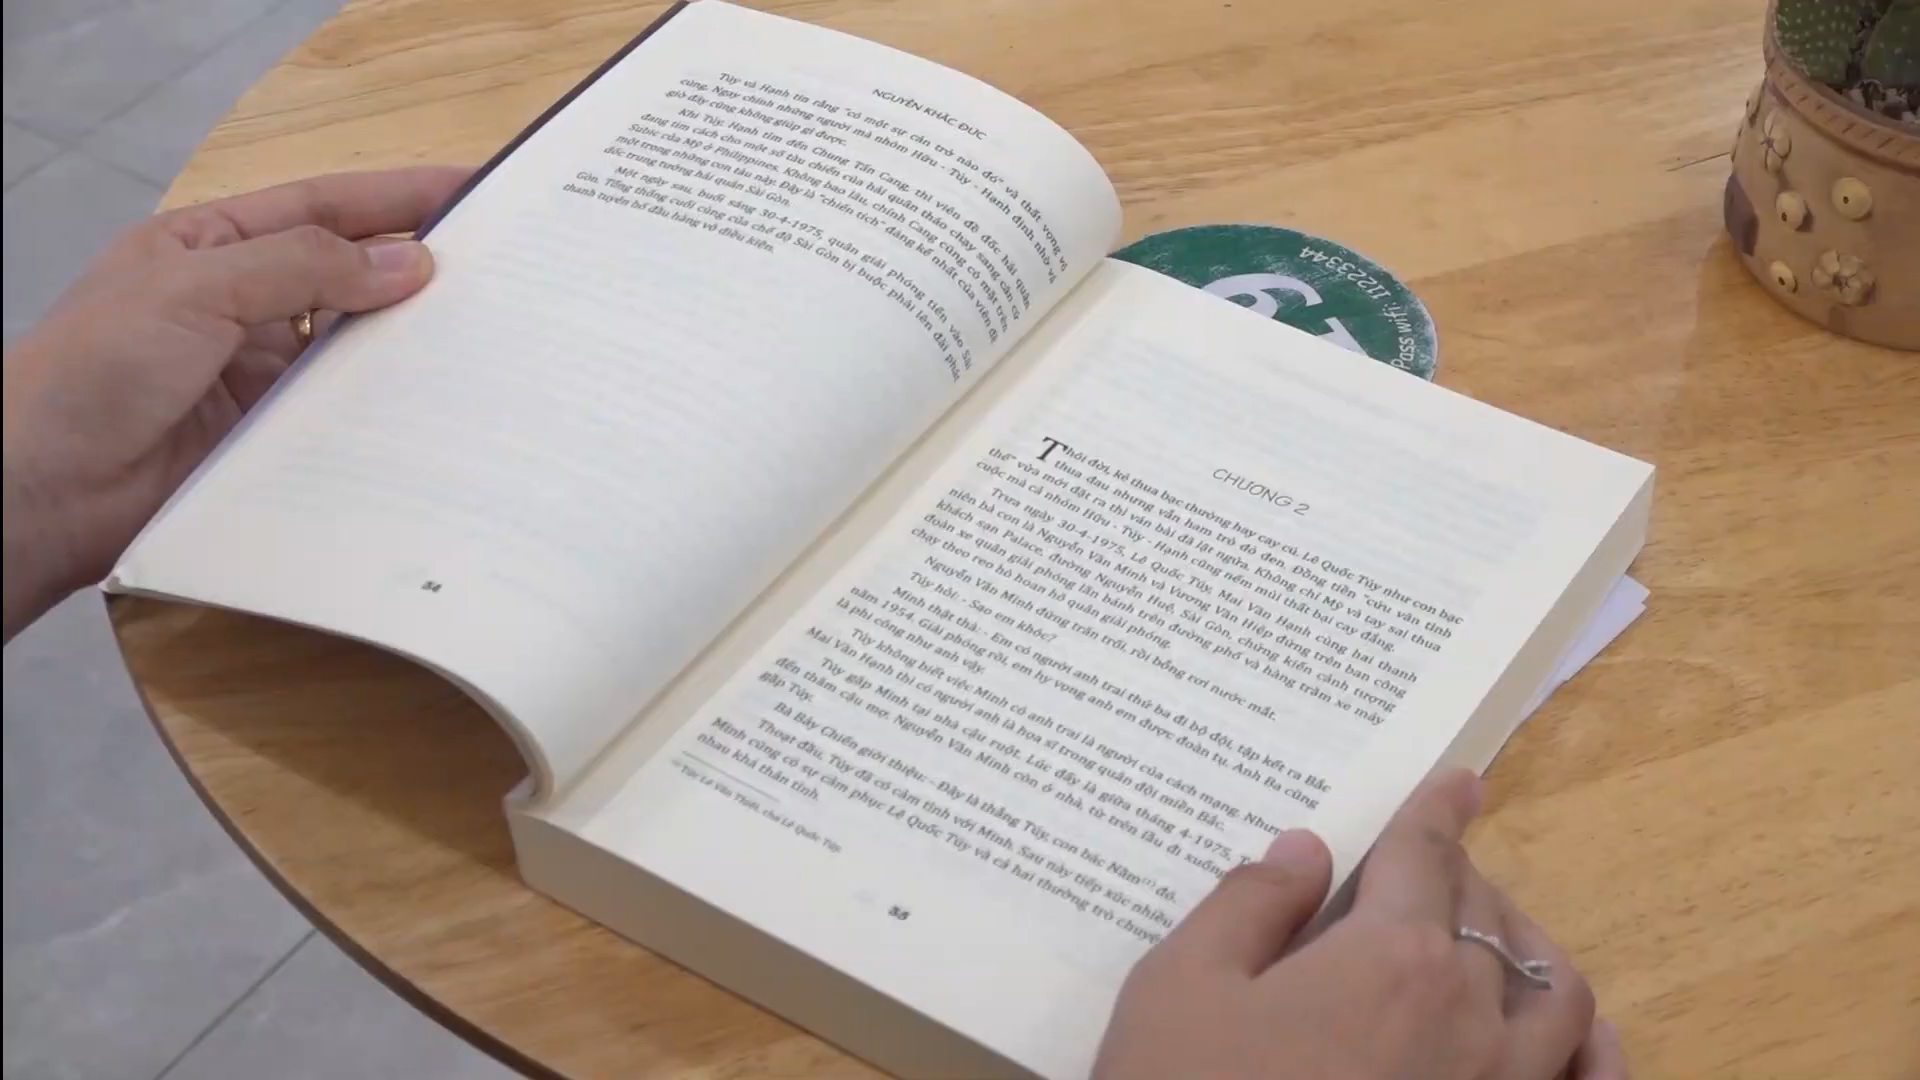 NGUYỄN KHẮC ĐỨC
Túy và Hạnh tin rằng "có một sự cản trở nào đó" và thất vọng vô
cùng. Ngay chính những người mà nhóm Hữu - Túy - Hạnh định nhờ vả
giờ đây cũng không giúp gì được.
Khi Túy, Hạnh tìm đến Chung Tấn Cang, thì viên đề đốc hải quân
đang tìm cách cho một số tàu chiến của hải quân tháo chạy sang căn cứ
Subic của Mỹ ở Philippines. Không bao lâu, chính Cang cũng có mặt trên
một trong những con tàu này. Đây là "chiến tích" đáng kể nhất của viên đề
đốc trung tướng hải quân Sài Gòn.
Một ngày sau, buổi sáng 30-4-1975, quân giải phóng tiến vào Sài
Gòn. Tổng thống cuối cùng của chế độ Sài Gòn bị buộc phải lên đài phát
thanh tuyên bố đầu hàng vô điều kiện.
54
CHƯƠNG 2
Thói đời, kẻ thua bạc thường hay cay cú. Lê Quốc Túy như con bạc
thua đau nhưng vẫn ham trò đỏ đen. Đồng tiền "cứu vãn tình
thế" vừa mới đặt ra thì ván bài đã lật ngửa. Không chỉ Mỹ và tay sai thua
cuộc mà cả nhóm Hữu - Túy - Hạnh cũng nếm mùi thất bại cay đắng.
Trưa ngày 30-4-1975, Lê Quốc Túy, Mai Văn Hạnh cùng hai thanh
niên bà con là Nguyễn Văn Minh và Vương Văn Hiệp đứng trên ban công
khách sạn Palace, đường Nguyễn Huệ, Sài Gòn, chứng kiến cảnh tượng
đoàn xe quân giải phóng lăn bánh trên đường phố và hàng trăm xe máy
chạy theo reo hò hoan hô quân giải phóng.
Nguyễn Văn Minh đứng trân trối, rồi bỗng rơi nước mắt.
Túy hỏi: - Sao em khóc?
Minh thật thà: - Em có người anh trai thứ ba đi bộ đội, tập kết ra Bắc
năm 1954. Giải phóng rồi, em hy vọng anh em được đoàn tụ. Anh Ba cũng
là phi công như anh vậy.
Túy không biết việc Minh có anh trai là người của cách mạng. Nhưng
Mai Văn Hạnh thì có người anh là họa sĩ trong quân đội miền Bắc.
Túy gặp Minh tại nhà cậu ruột. Lúc đấy là giữa tháng 4-1975,
đến thăm cậu mợ, Nguyễn Văn Minh còn ở nhà, từ trên lầu đi xuống
gặp Túy.
Bà Bảy Chiến giới thiệu: - Đây là thằng Túy, con bác Năm(1) đó.
Thoạt đầu, Túy đã có cảm tình với Minh. Sau này tiếp xúc nhiều
Minh cũng có sự cảm phục Lê Quốc Túy và cả hai thường trò chuyện
nhau khá thân tình.
(1) Tức Lê Văn Thiết, cha Lê Quốc Túy.
55
Pass wifi: 11223344